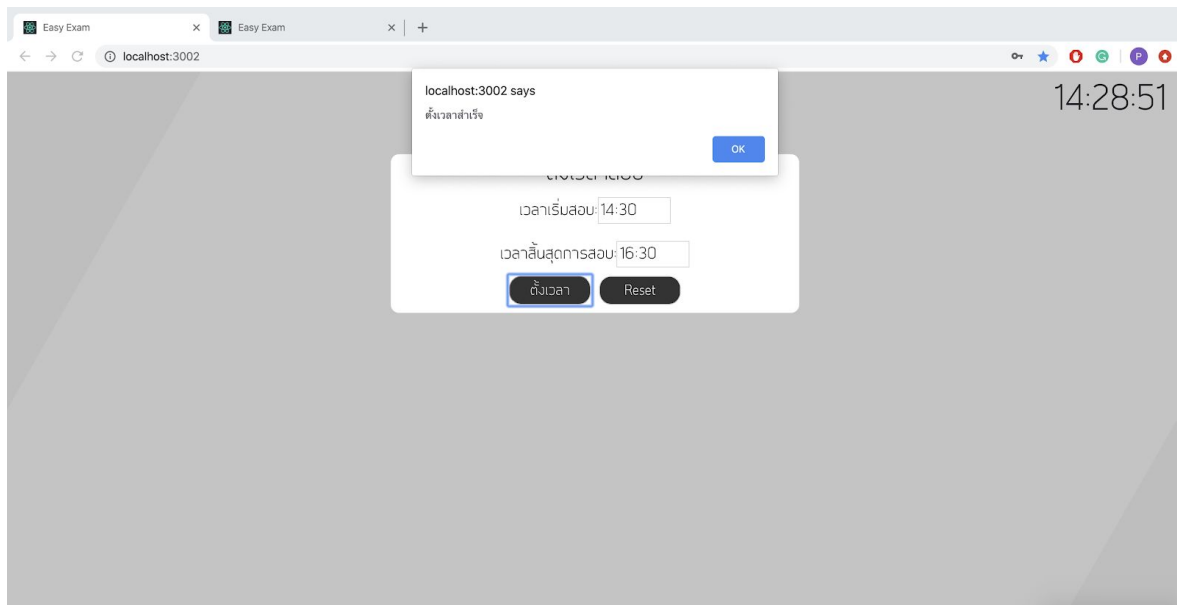 Easy Exam
Easy Exam
localhost:3002
P
localhost:3002 says
ตั้งเวลาสำเร็จ
OK
14:28:51
เวลาเริ่มสอบ: 14:30
เวลาสิ้นสุดการสอบ: 16:30
ตั้งเวลา Reset